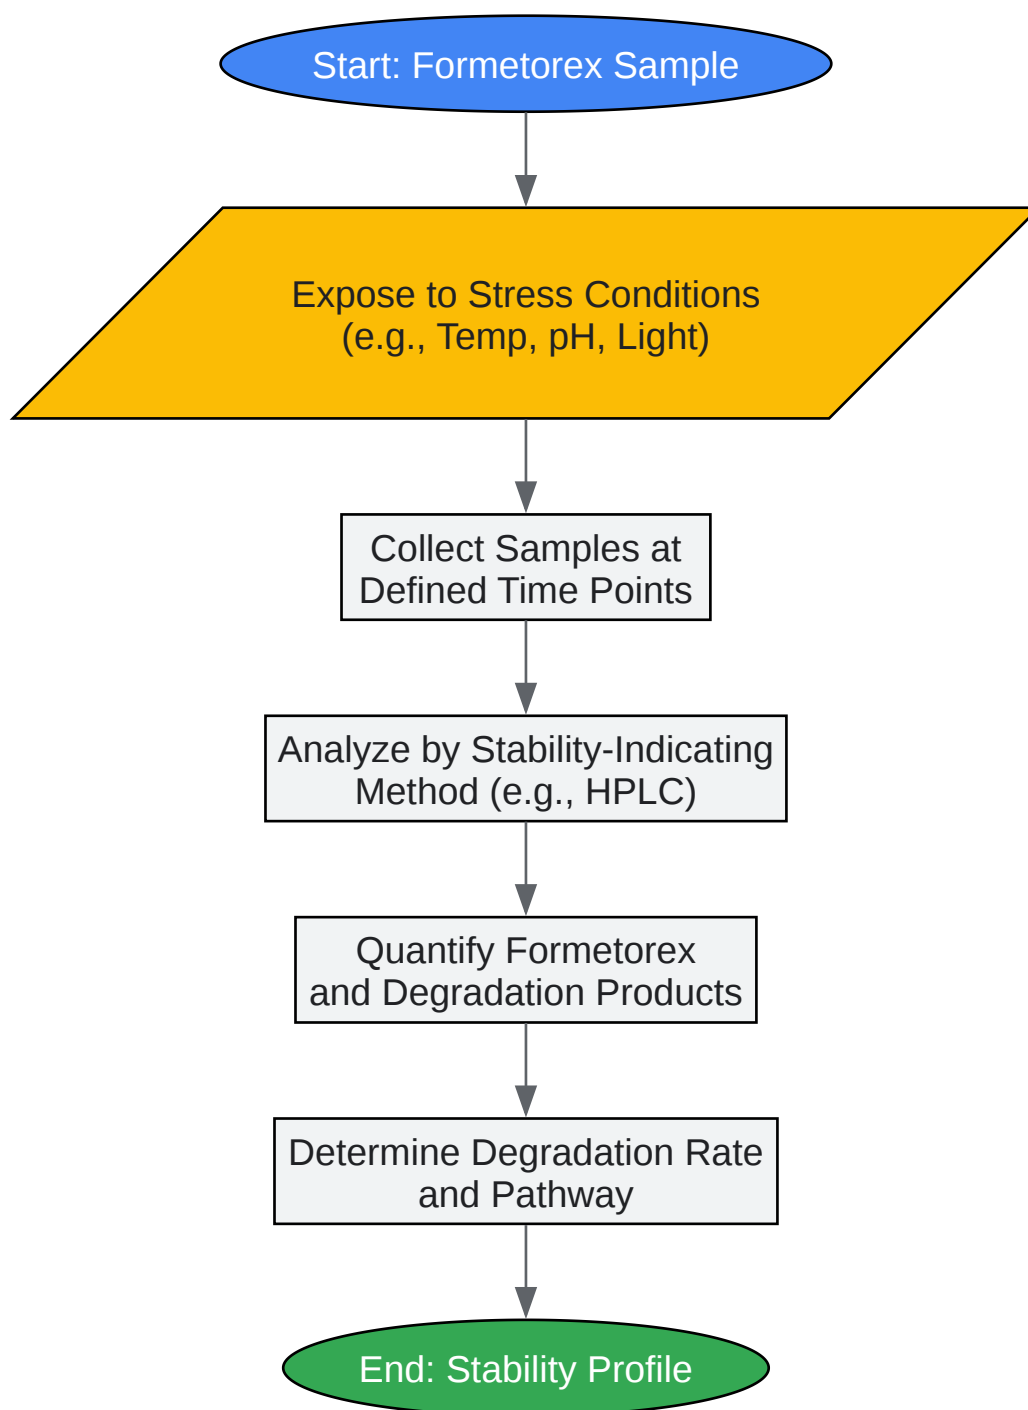 Start: Formetorex Sample
Expose to Stress Conditions
(e.g., Temp, pH, Light)
Collect Samples at
Defined Time Points
Analyze by Stability-Indicating
Method (e.g., HPLC)
Quantify Formetorex
and Degradation Products
Determine Degradation Rate
and Pathway
End: Stability Profile